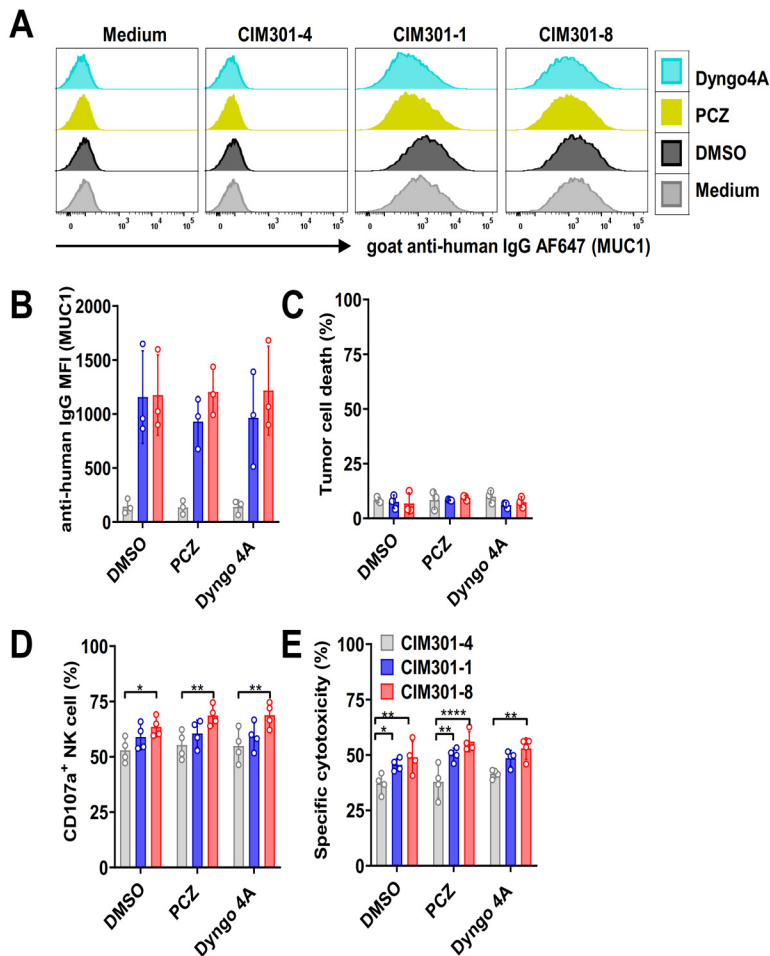 A
Medium
CIM301-4
CIM301-1
CIM301-8
Dyngo4A
PCZ
DMSO
Medium
0 10³ 10⁴ 10⁵
0 10³ 10⁴ 10⁵
0 10³ 10⁴ 10⁵
0 10³ 10⁴ 10⁵
goat anti-human IgG AF647 (MUC1)
B
anti-human IgG MFI (MUC1)
2000
1500
1000
500
0
DMSO
PCZ
Dyngo 4A
C
Tumor cell death (%)
100
75
50
25
0
DMSO
PCZ
Dyngo 4A
D
CD107a⁺ NK cell (%)
100
75
50
25
0
*
**
**
DMSO
PCZ
Dyngo 4A
E
Specific cytotoxicity (%)
100
75
50
25
0
CIM301-4
CIM301-1
CIM301-8
**
*
****
**
**
DMSO
PCZ
Dyngo 4A